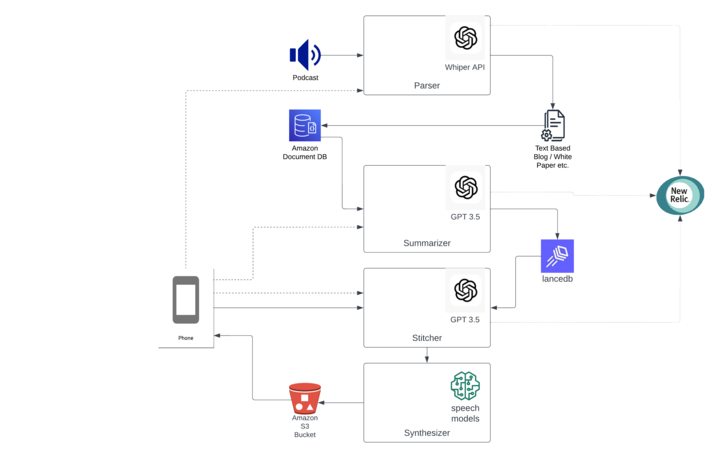 Whiper API
Podcast
Parser
Amazon
Document DB
Text Based
Blog / White
Paper etc.
New
Relic.
GPT 3.5
Summarizer
lancedb
GPT 3.5
Phone
Stitcher
speech
models
Amazon
S3
Bucket
Synthesizer